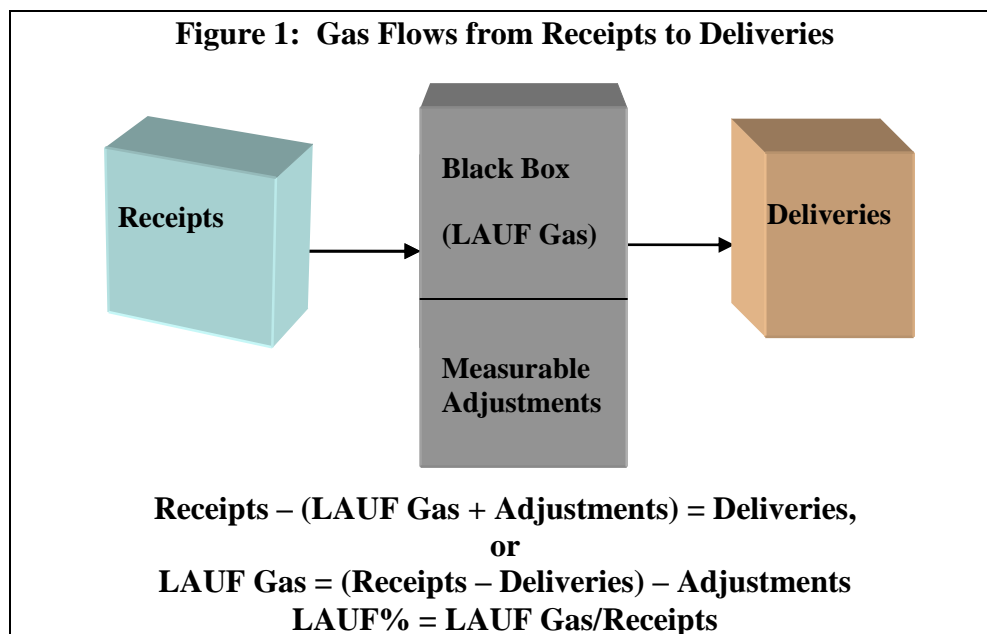 Figure 1: Gas Flows from Receipts to Deliveries
Receipts
Black Box
(LAUF Gas)
Measurable
Adjustments
Deliveries
Receipts – (LAUF Gas + Adjustments) = Deliveries,
or
LAUF Gas = (Receipts – Deliveries) – Adjustments
LAUF% = LAUF Gas/Receipts